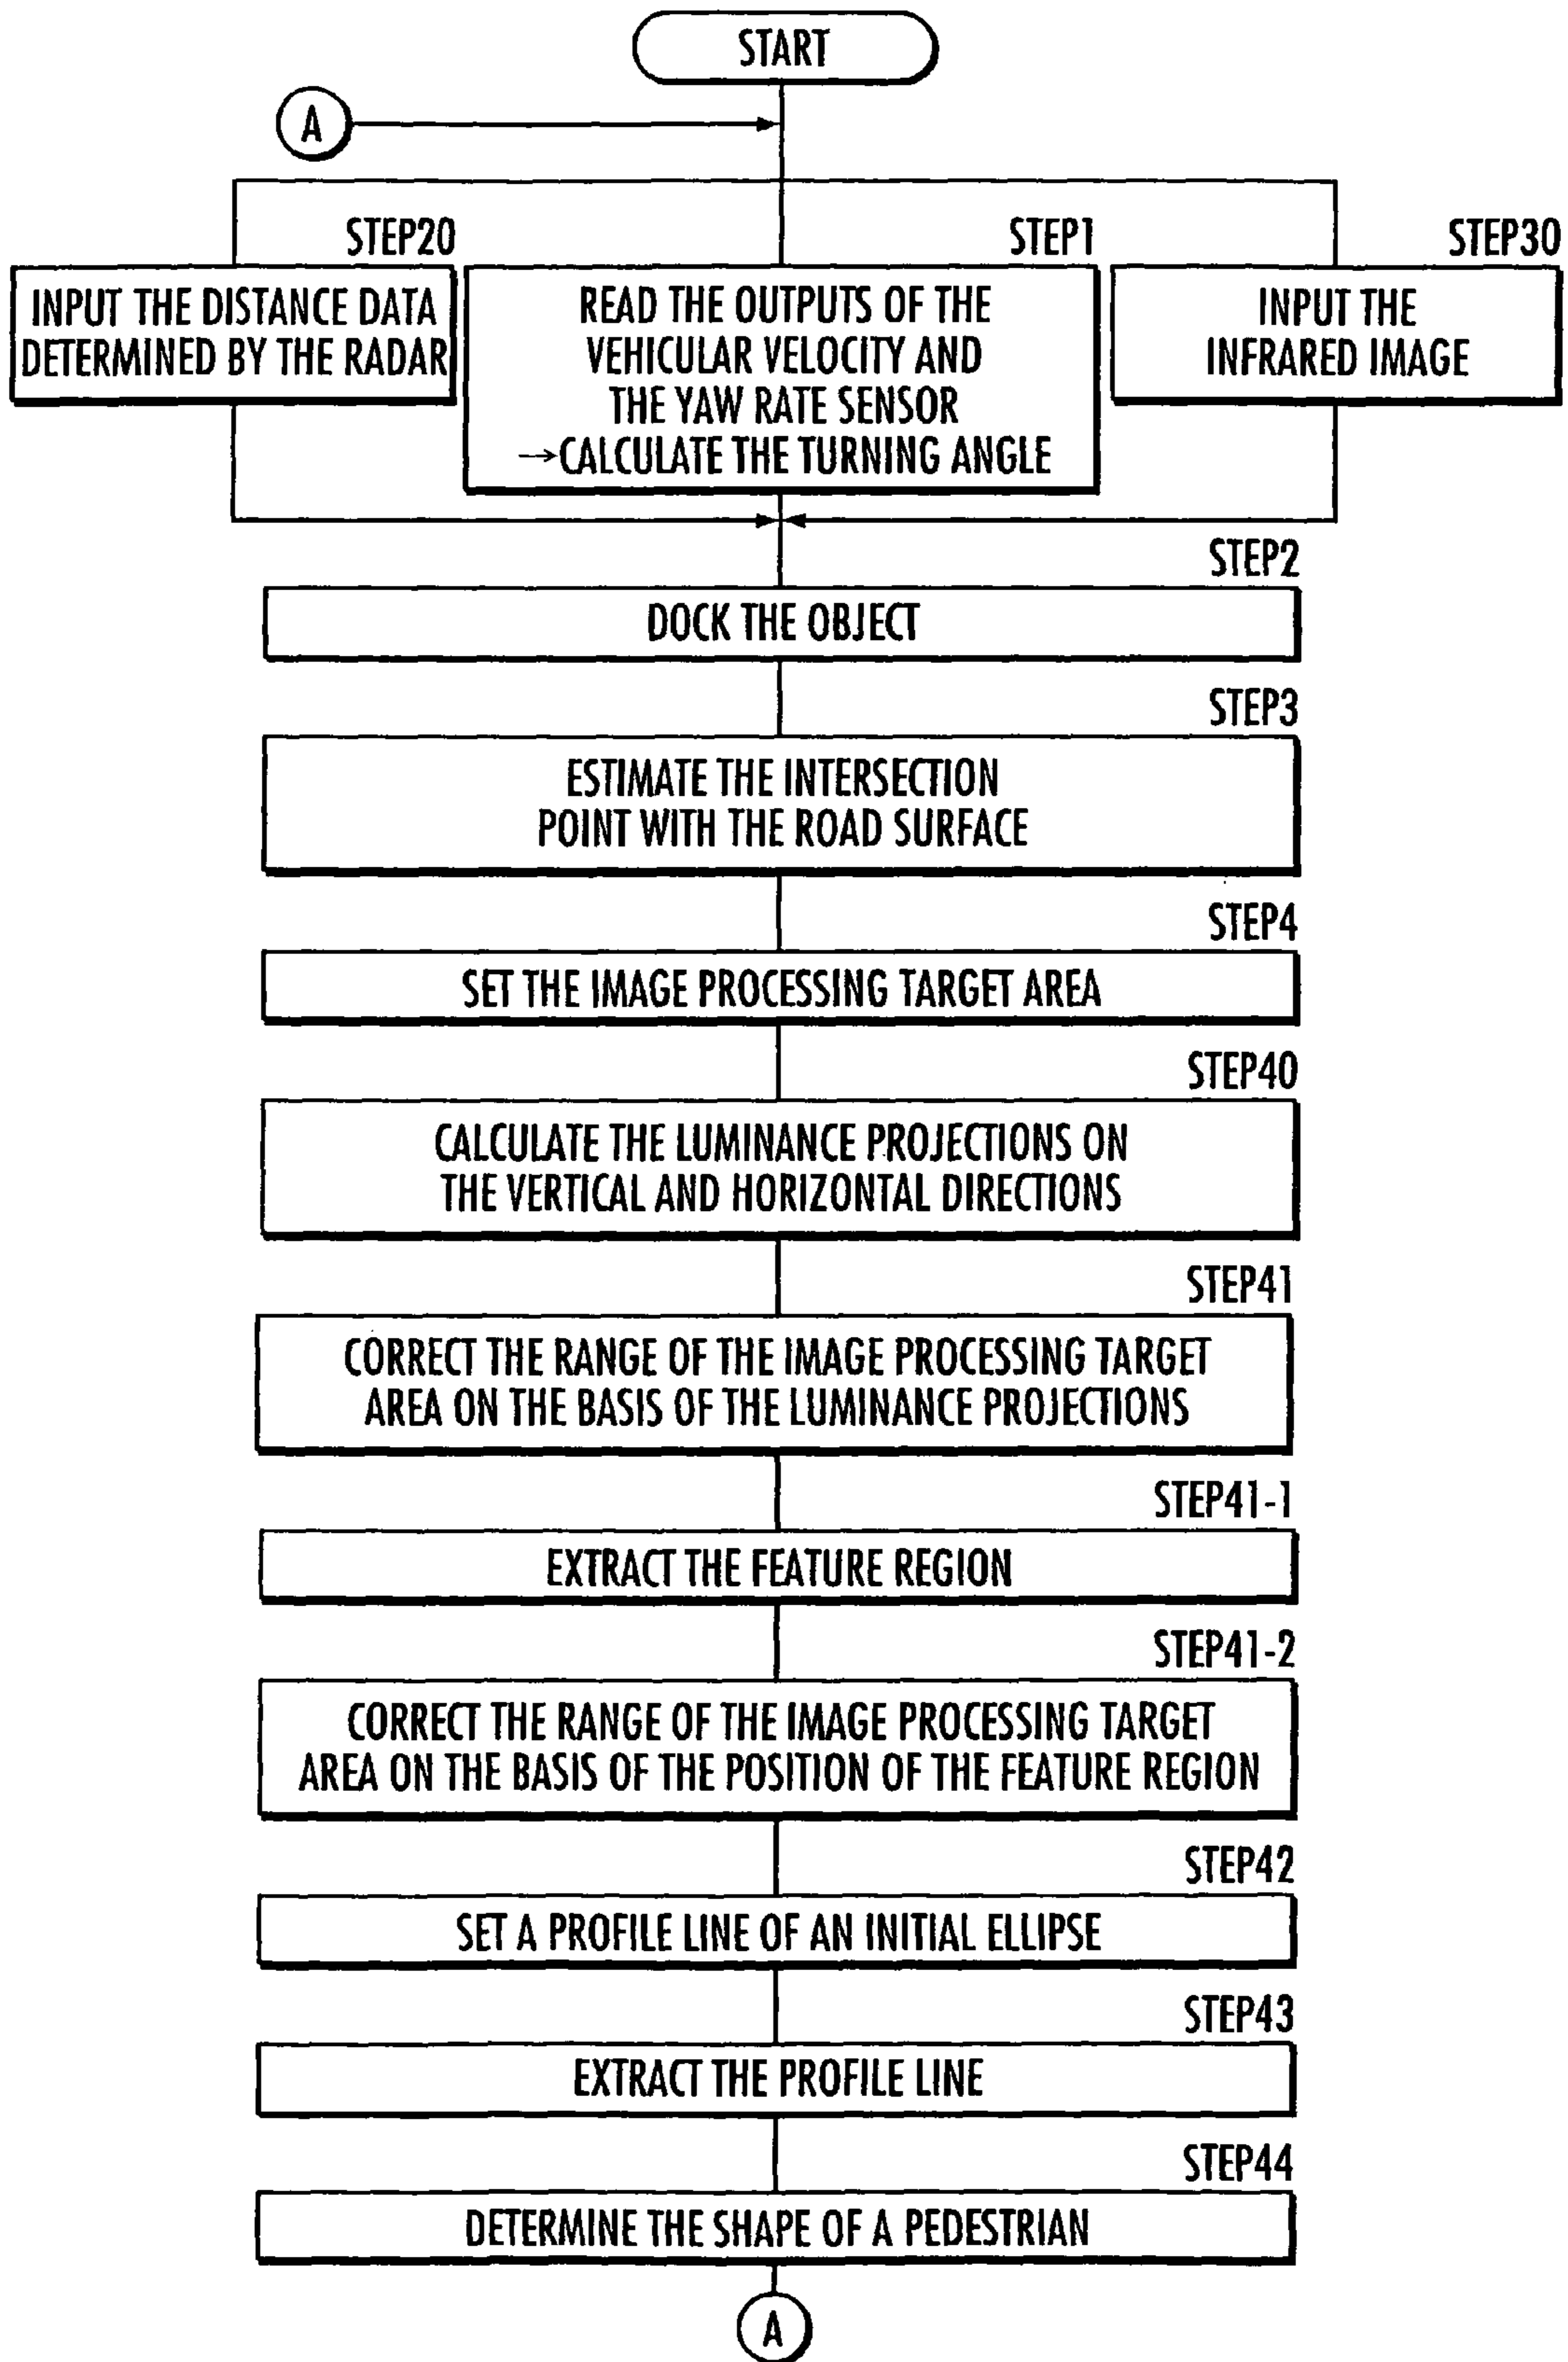 START
A
STEP20
INPUT THE DISTANCE DATA
DETERMINED BY THE RADAR
STEP1
READ THE OUTPUTS OF THE
VEHICULAR VELOCITY AND
THE YAW RATE SENSOR
→CALCULATE THE TURNING ANGLE
STEP30
INPUT THE
INFRARED IMAGE
STEP2
DOCK THE OBJECT
STEP3
ESTIMATE THE INTERSECTION
POINT WITH THE ROAD SURFACE
STEP4
SET THE IMAGE PROCESSING TARGET AREA
STEP40
CALCULATE THE LUMINANCE PROJECTIONS ON
THE VERTICAL AND HORIZONTAL DIRECTIONS
STEP41
CORRECT THE RANGE OF THE IMAGE PROCESSING TARGET
AREA ON THE BASIS OF THE LUMINANCE PROJECTIONS
STEP41-1
EXTRACT THE FEATURE REGION
STEP41-2
CORRECT THE RANGE OF THE IMAGE PROCESSING TARGET
AREA ON THE BASIS OF THE POSITION OF THE FEATURE REGION
STEP42
SET A PROFILE LINE OF AN INITIAL ELLIPSE
STEP43
EXTRACT THE PROFILE LINE
STEP44
DETERMINE THE SHAPE OF A PEDESTRIAN
A